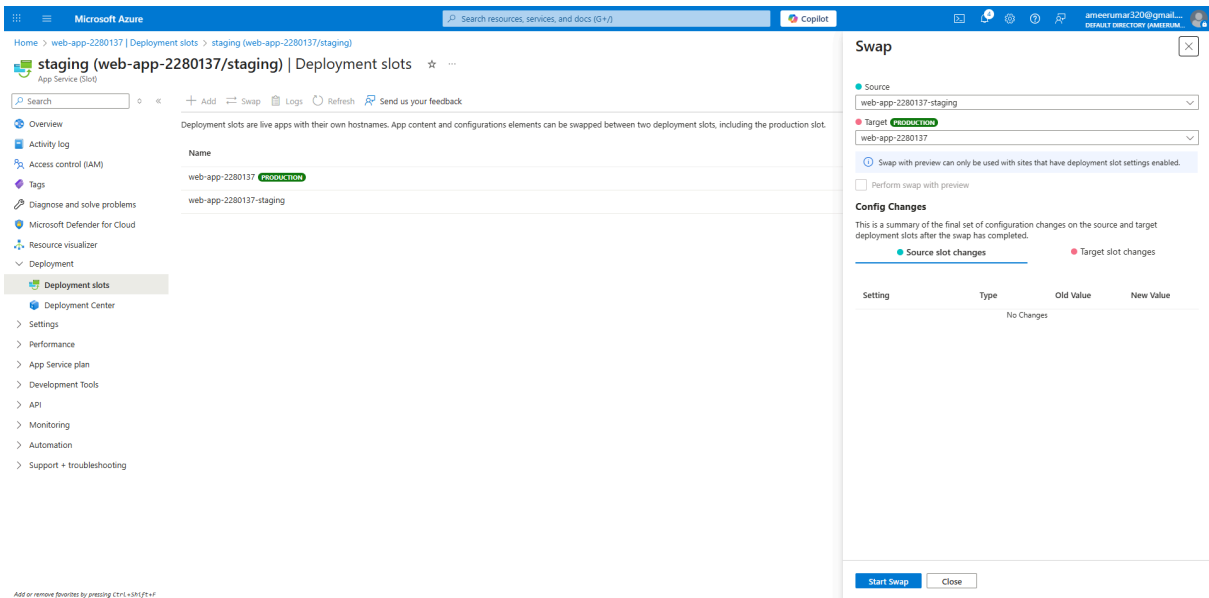 Microsoft Azure
Search resources, services, and docs (G+/)
Copilot
ameerumar320@gmail....
DEFAULT DIRECTORY (AMEERUM...
Home > web-app-2280137 | Deployment slots > staging (web-app-2280137/staging)
staging (web-app-2280137/staging) | Deployment slots
App Service (Slot)
Search
Add
Swap
Logs
Refresh
Send us your feedback
Overview
Activity log
Access control (IAM)
Tags
Diagnose and solve problems
Microsoft Defender for Cloud
Resource visualizer
Deployment
Deployment slots
Deployment Center
Settings
Performance
App Service plan
Development Tools
API
Monitoring
Automation
Support + troubleshooting
Add or remove favorites by pressing Ctrl+Shift+F
Deployment slots are live apps with their own hostnames. App content and configurations elements can be swapped between two deployment slots, including the production slot.
Name
web-app-2280137 PRODUCTION
web-app-2280137-staging
Swap
Source
web-app-2280137-staging
Target PRODUCTION
web-app-2280137
Swap with preview can only be used with sites that have deployment slot settings enabled.
Perform swap with preview
Config Changes
This is a summary of the final set of configuration changes on the source and target
deployment slots after the swap has completed.
Source slot changes
Target slot changes
Setting Type Old Value New Value
No Changes
Start Swap
Close